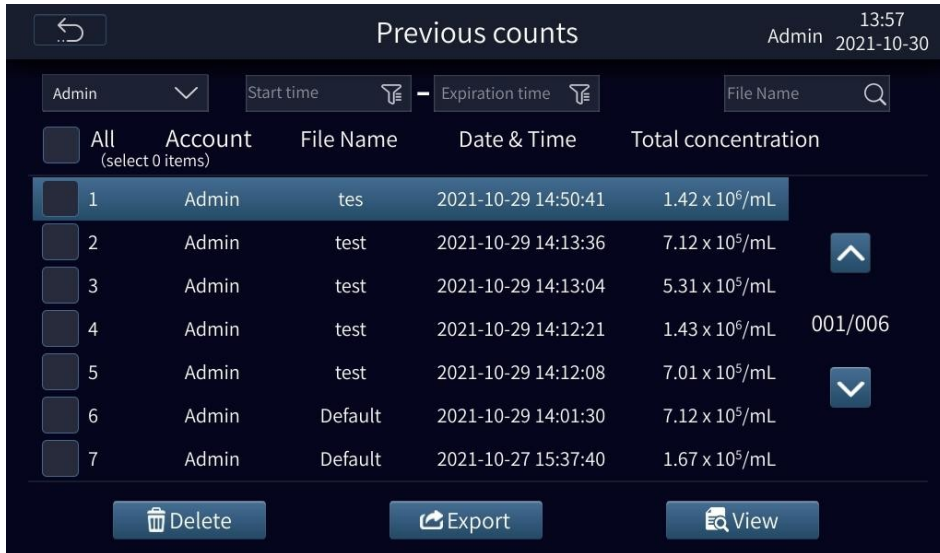 Previous counts
Admin
13:57
2021-10-30
Admin
Start time
Expiration time
File Name
All Account File Name Date & Time Total concentration
(select 0 items)
1 Admin tes 2021-10-29 14:50:41 1.42 x 10⁶/mL
2 Admin test 2021-10-29 14:13:36 7.12 x 10⁵/mL
3 Admin test 2021-10-29 14:13:04 5.31 x 10⁵/mL
4 Admin test 2021-10-29 14:12:21 1.43 x 10⁶/mL
5 Admin test 2021-10-29 14:12:08 7.01 x 10⁵/mL
6 Admin Default 2021-10-29 14:01:30 7.12 x 10⁵/mL
7 Admin Default 2021-10-27 15:37:40 1.67 x 10⁵/mL
001/006
Delete
Export
View